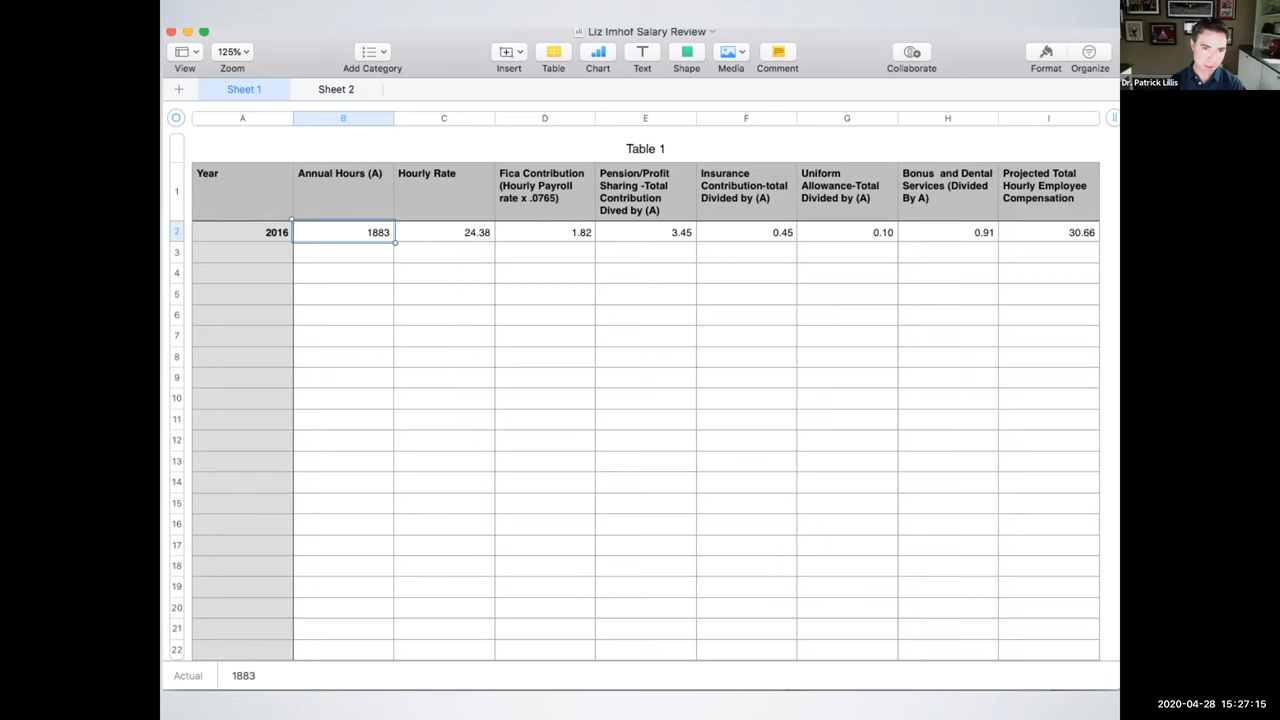 Liz Imhof Salary Review
125%
View
Zoom
Add Category
Insert
Table
Chart
Text
Shape
Media
Comment
Collaborate
Format
Organize
Dr. Patrick Lillis
+
Sheet 1
Sheet 2
A B C D E F G H I
Table 1
1
Year
Annual Hours (A)
Hourly Rate
Fica Contribution
(Hourly Payroll
rate x .0765)
Pension/Profit
Sharing -Total
Contribution
Dived by (A)
Insurance
Contribution-total
Divided by (A)
Uniform
Allowance-Total
Divided by (A)
Bonus and Dental
Services (Divided
By A)
Projected Total
Hourly Employee
Compensation
2 2016 1883 24.38 1.82 3.45 0.45 0.10 0.91 30.66
3
4
5
6
7
8
9
10
11
12
13
14
15
16
17
18
19
20
21
22
Actual 1883
2020-04-28 15:27:15